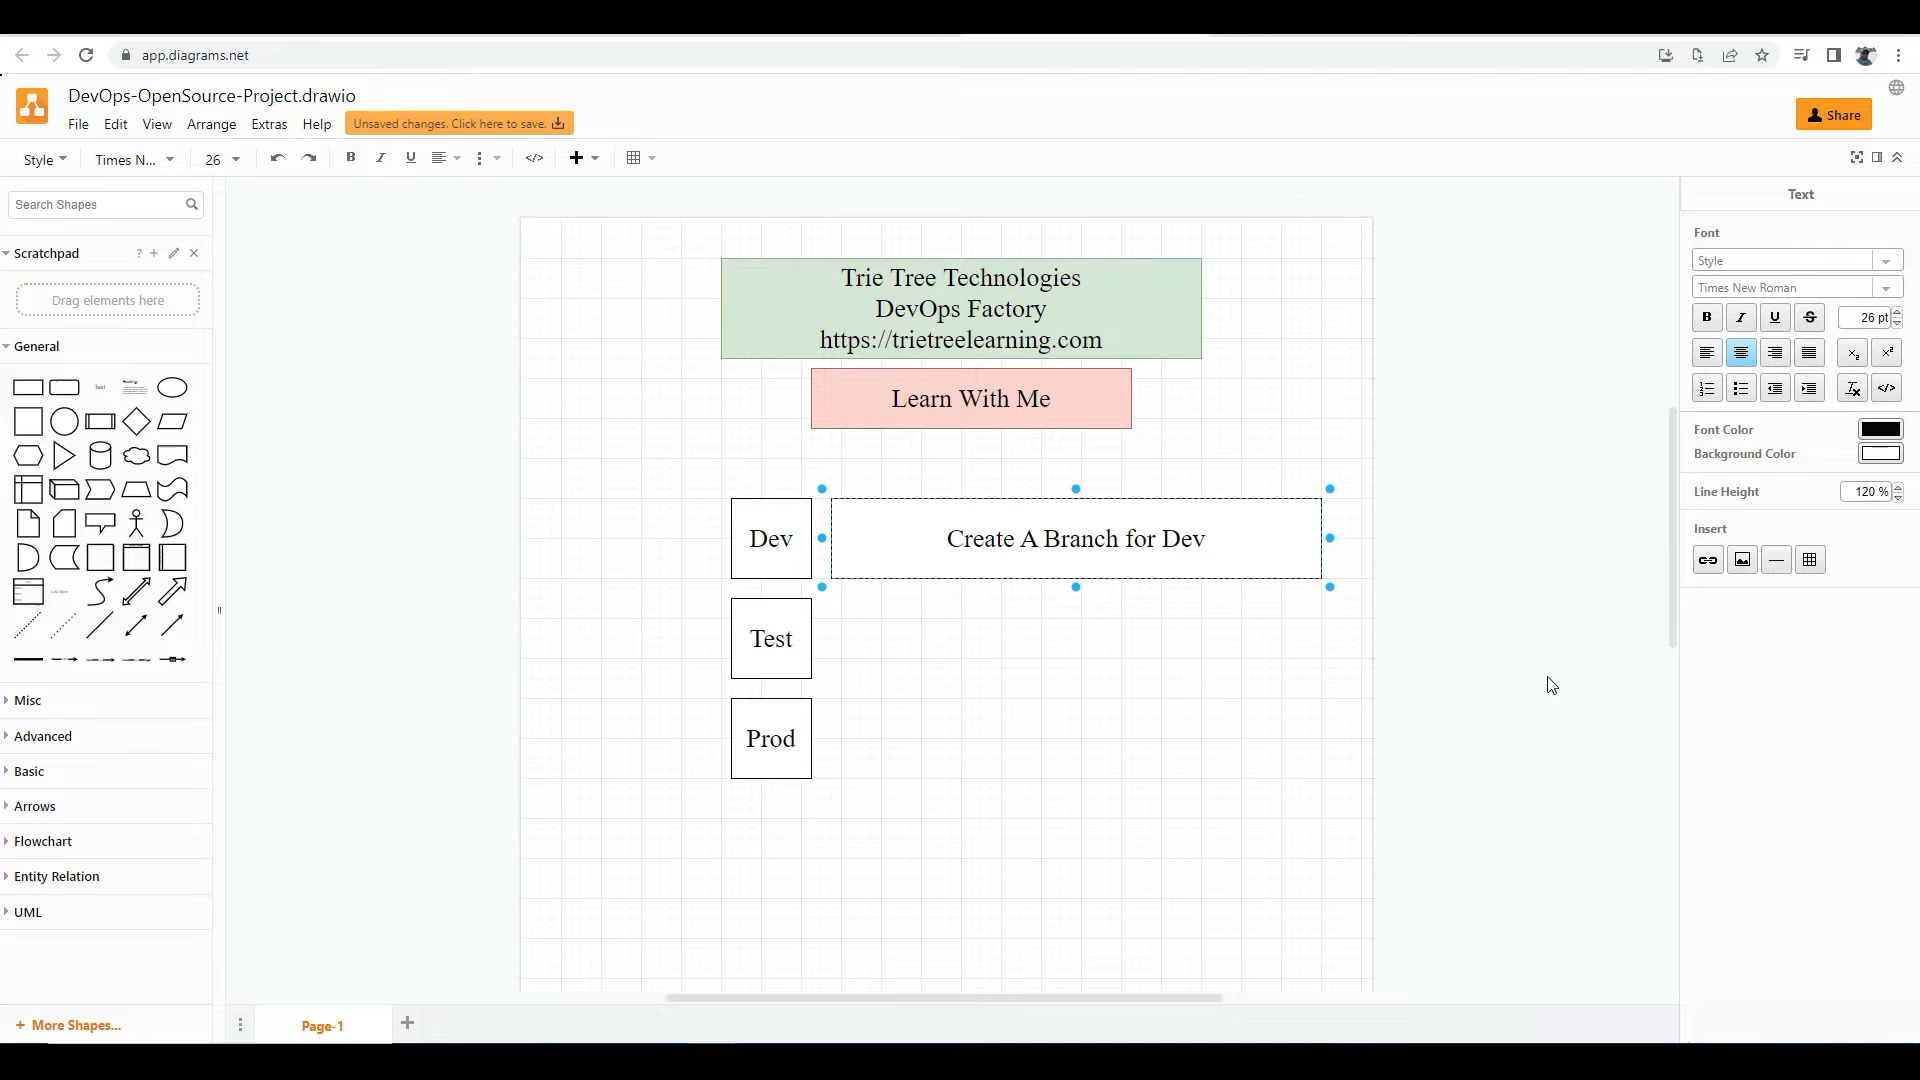 app.diagrams.net
DevOps-OpenSource-Project.drawio
File Edit View Arrange Extras Help Unsaved changes. Click here to save.
Share
Style Times N... 26 B I U </>
Search Shapes
Text
Font
Scratchpad ? + ×
Style
Drag elements here
Times New Roman
B I U S 26 pt
General
Text
Heading
Trie Tree Technologies
DevOps Factory
https://trietreelearning.com
Learn With Me
Font Color
Background Color
Line Height 120 %
Insert
Dev
Create A Branch for Dev
List Item
Test
Prod
Misc
Advanced
Basic
Arrows
Flowchart
Entity Relation
UML
+ More Shapes...
Page-1